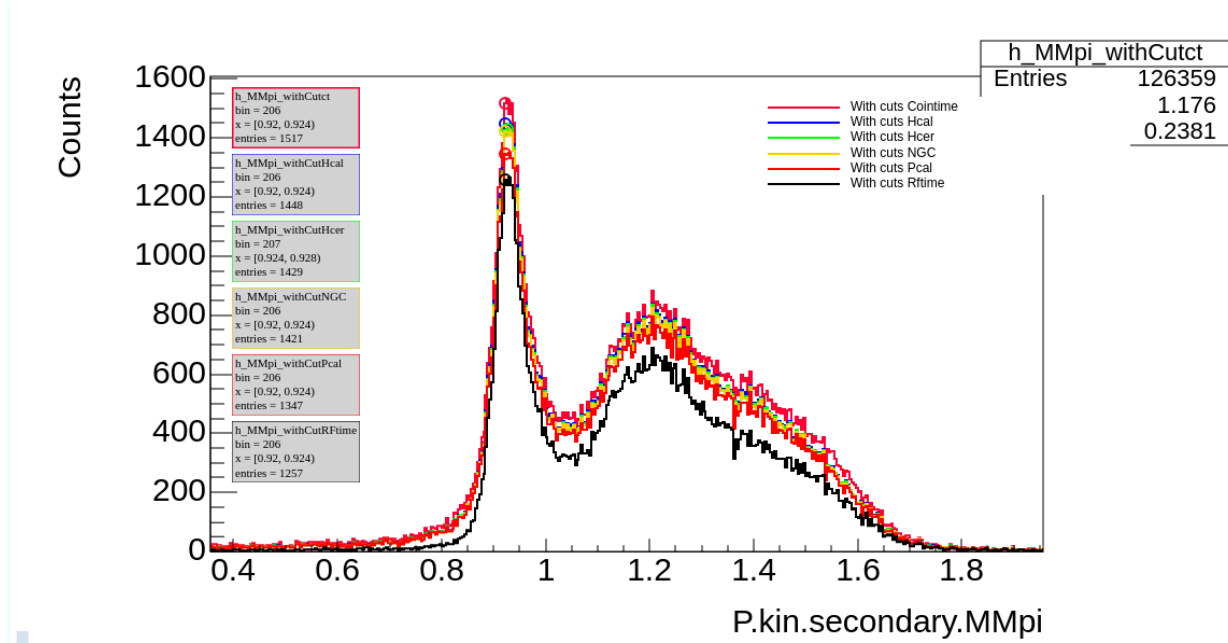 h_MMpi_withCutct
Entries 126359
1.176
0.2381
Counts
1600
1400
1200
1000
800
600
400
200
0
h_MMpi_withCutct
bin = 206
x = [0.92, 0.924)
entries = 1517
h_MMpi_withCutHcal
bin = 206
x = [0.92, 0.924)
entries = 1448
h_MMpi_withCutHcer
bin = 207
x = [0.924, 0.928)
entries = 1429
h_MMpi_withCutNGC
bin = 206
x = [0.92, 0.924)
entries = 1421
h_MMpi_withCutPcal
bin = 206
x = [0.92, 0.924)
entries = 1347
h_MMpi_withCutRFtime
bin = 206
x = [0.92, 0.924)
entries = 1257
With cuts Cointime
With cuts Hcal
With cuts Hcer
With cuts NGC
With cuts Pcal
With cuts Rftime
0.4 0.6 0.8 1 1.2 1.4 1.6 1.8
P.kin.secondary.MMpi